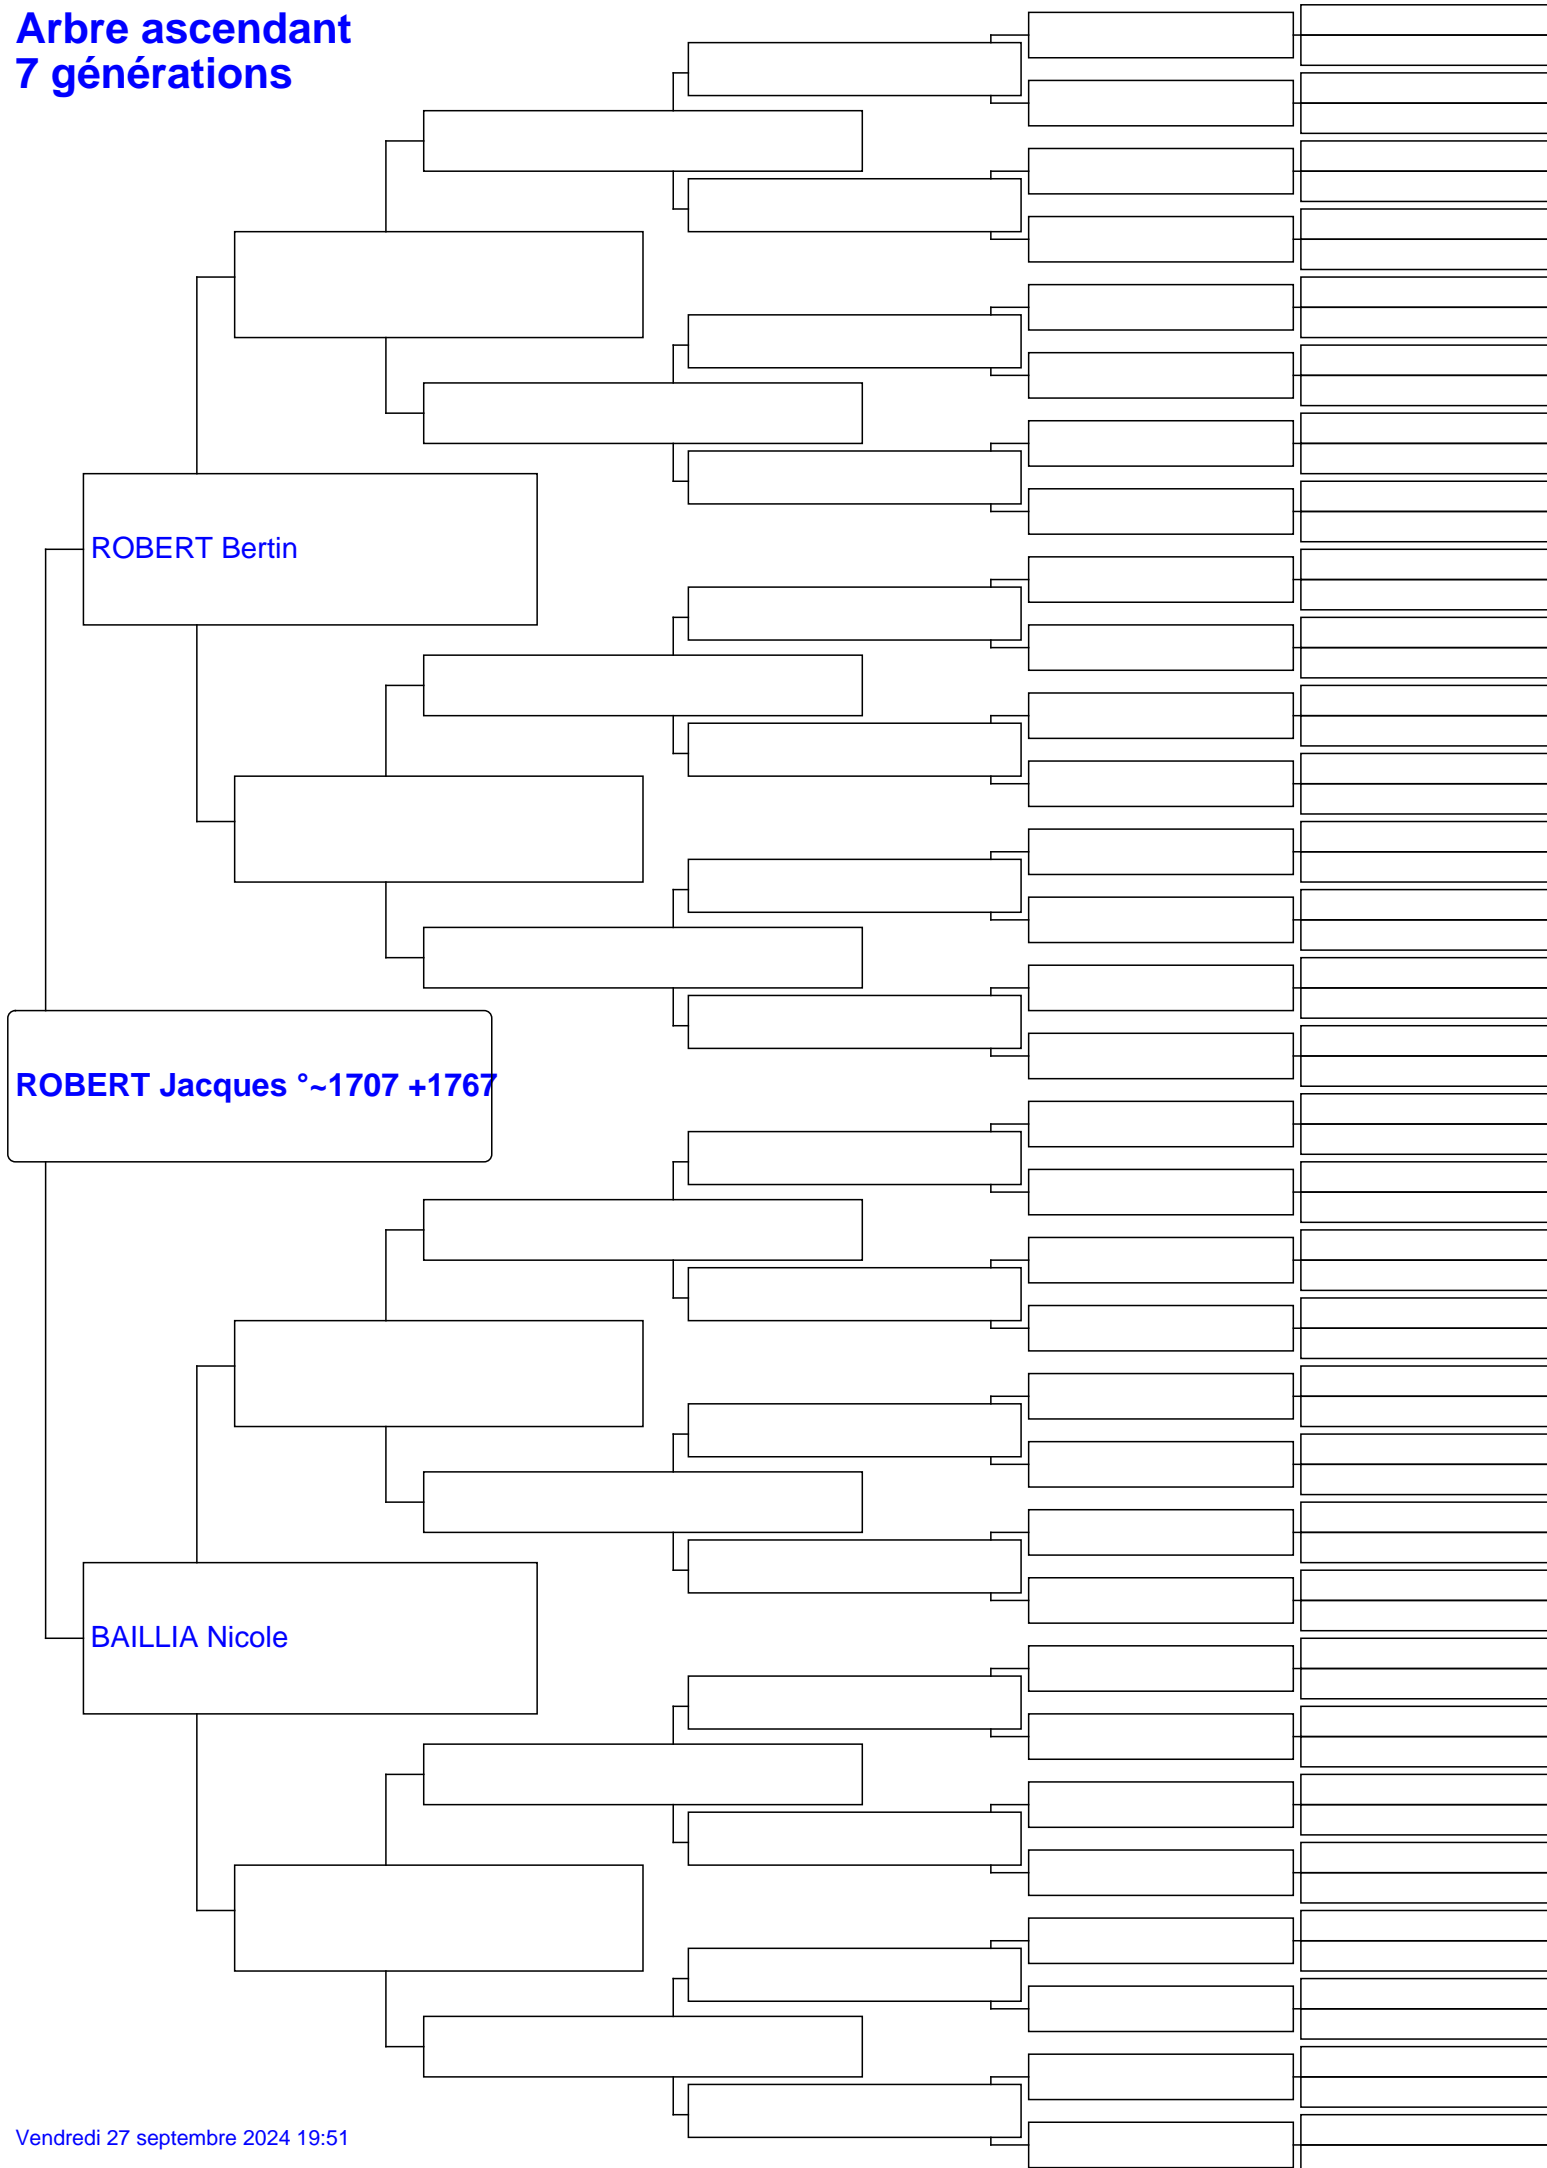 Arbre ascendant
7 générations
ROBERT Bertin
ROBERT Jacques °~1707 +1767
BAILLIA Nicole
Vendredi 27 septembre 2024 19:51